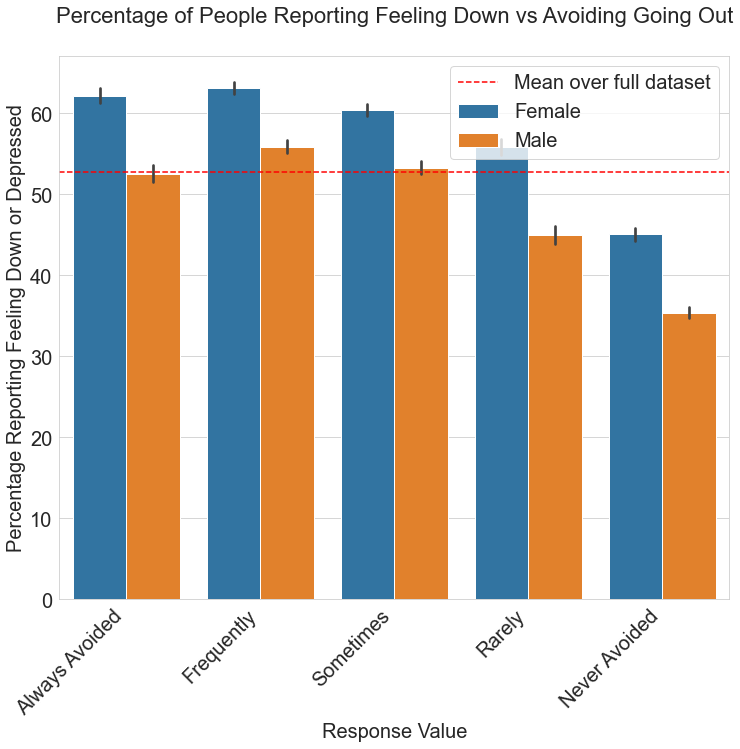 Percentage of People Reporting Feeling Down vs Avoiding Going Out
Mean over full dataset
Female
Male
Percentage Reporting Feeling Down or Depressed
60
50
40
30
20
10
0
Always Avoided
Frequently
Sometimes
Rarely
Never Avoided
Response Value